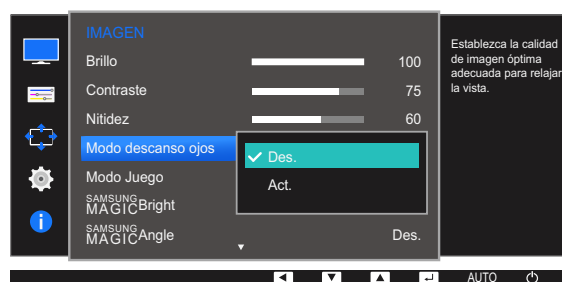 IMAGEN
Brillo 100
Contraste 75
Nitidez 60
Modo descanso ojos
Des.
Act.
Modo Juego
SAMSUNG
MAGICBright
SAMSUNG
MAGICAngle Des.
Establezca la calidad
de imagen óptima
adecuada para relajar
la vista.
AUTO